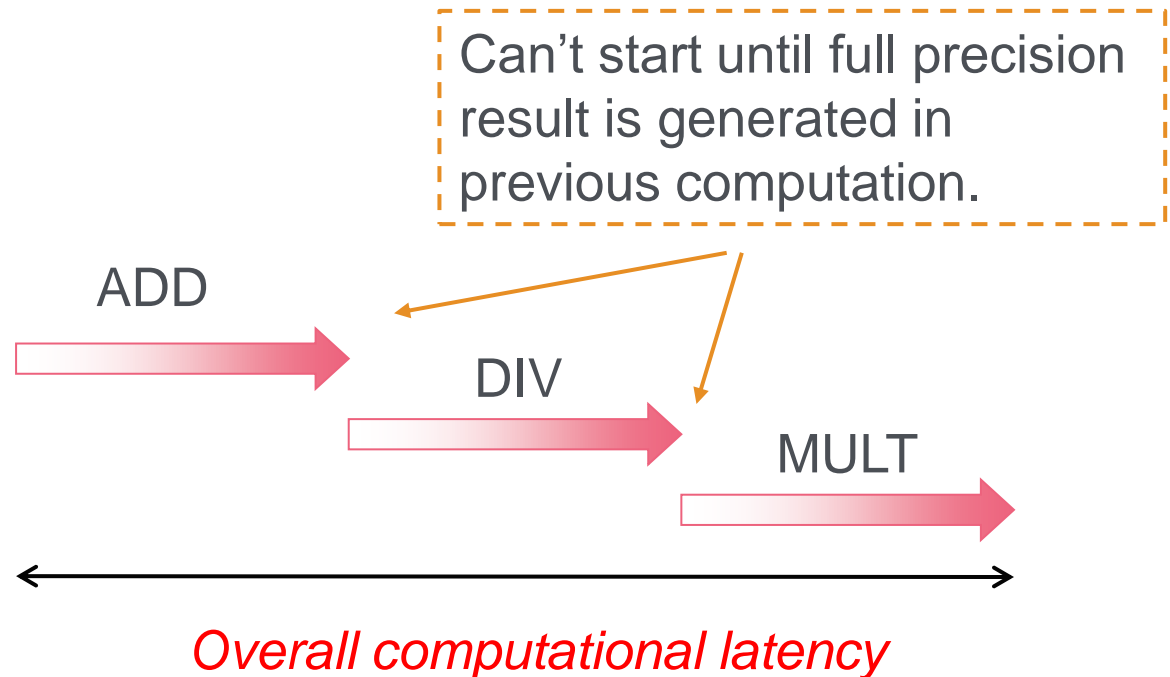 Can’t start until full precision
result is generated in
previous computation.
ADD
DIV
MULT
Overall computational latency